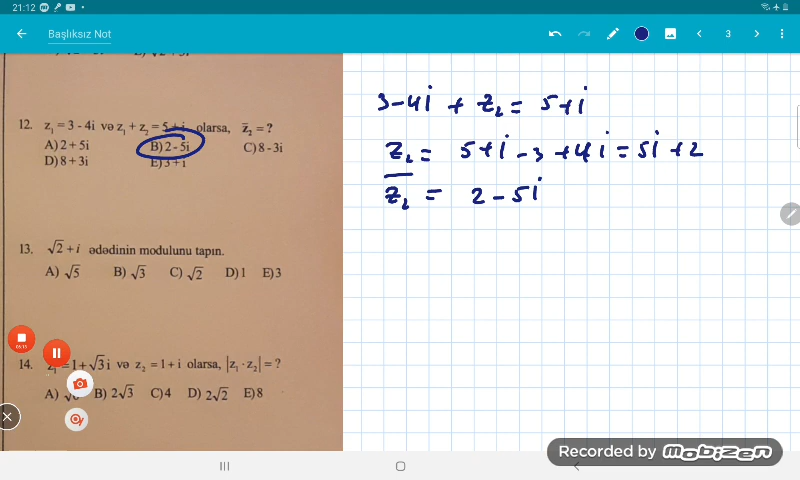 21:12
Başlıksız Not
3
12. z₁ = 3 - 4i və z₁ + z₂ = 5 + i olarsa, z̄₂ = ?
A) 2 + 5i B) 2 - 5i C) 8 - 3i
D) 8 + 3i E) 3 + i
13. √2 + i ədədinin modulunu tapın.
A) √5 B) √3 C) √2 D) 1 E) 3
14. z₁ = 1 + √3 i və z₂ = 1 + i olarsa, |z₁ · z₂| = ?
A) B) 2√3 C) 4 D) 2√2 E) 8
3 - 4i + z₂ = 5 + i
z₂ = 5 + i - 3 + 4i = 5i + 2
z̄₂ = 2 - 5i
Recorded by mobizen